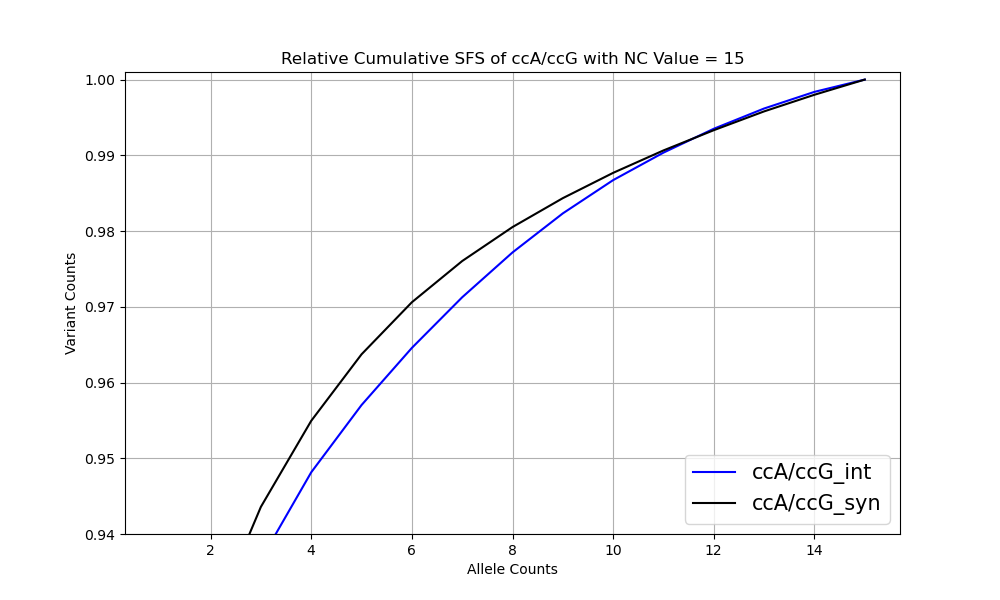 Relative Cumulative SFS of ccA/ccG with NC Value = 15
1.00
0.99
0.98
0.97
0.96
0.95
0.94
Variant Counts
2 4 6 8 10 12 14
Allele Counts
ccA/ccG_int
ccA/ccG_syn